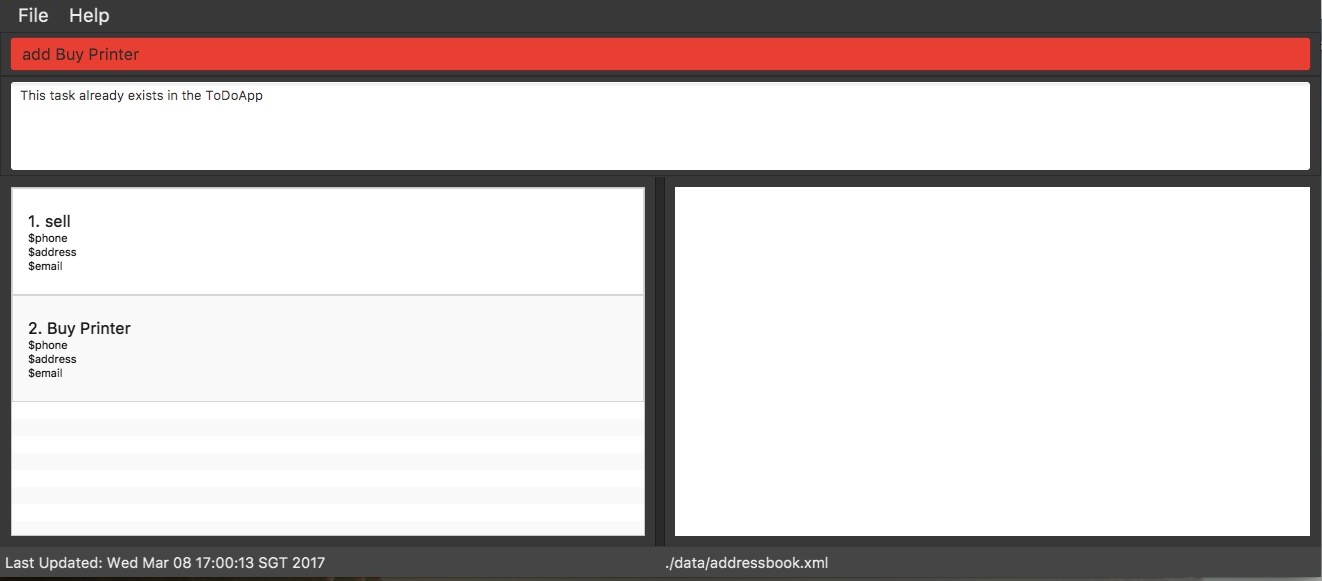 File Help
add Buy Printer
This task already exists in the ToDoApp
1. sell
$phone
$address
$email
2. Buy Printer
$phone
$address
$email
Last Updated: Wed Mar 08 17:00:13 SGT 2017 ./data/addressbook.xml